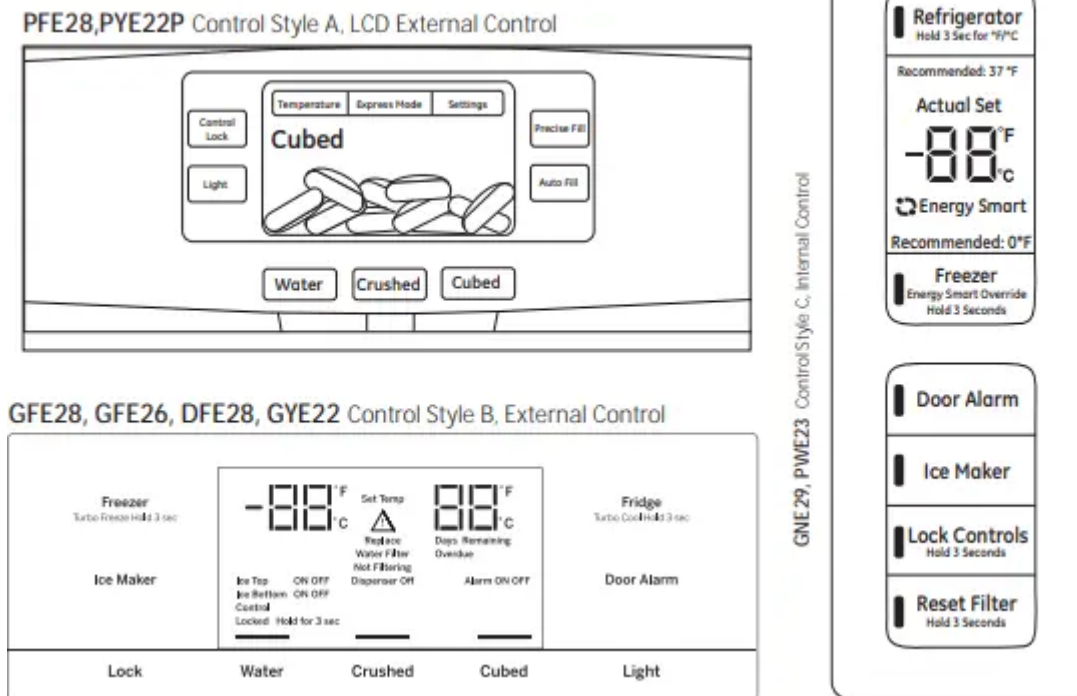 PFE28,PYE22P Control Style A, LCD External Control
Control
Lock
Light
Temperature
Express Mode
Settings
Cubed
Precise Fill
Auto Fill
Water
Crushed
Cubed
GFE28, GFE26, DFE28, GYE22 Control Style B, External Control
Freezer
Turbo Freeze Hold 3 sec
Ice Maker
-88 °F °C
Set Temp
88 °F °C
Replace
Water Filter
Not Filtering
Dispenser Off
Days Remaining
Overdue
Ice Top ON OFF
Ice Bottom ON OFF
Control
Locked Hold for 3 sec
Alarm ON OFF
Fridge
Turbo Cool Hold 3 sec
Door Alarm
Lock
Water
Crushed
Cubed
Light
GNE29, PWE23 Control Style C, Internal Control
Refrigerator
Hold 3 Sec for °F/°C
Recommended: 37 °F
Actual Set
-88 °F °C
Energy Smart
Recommended: 0°F
Freezer
Energy Smart Override
Hold 3 Seconds
Door Alarm
Ice Maker
Lock Controls
Hold 3 Seconds
Reset Filter
Hold 3 Seconds